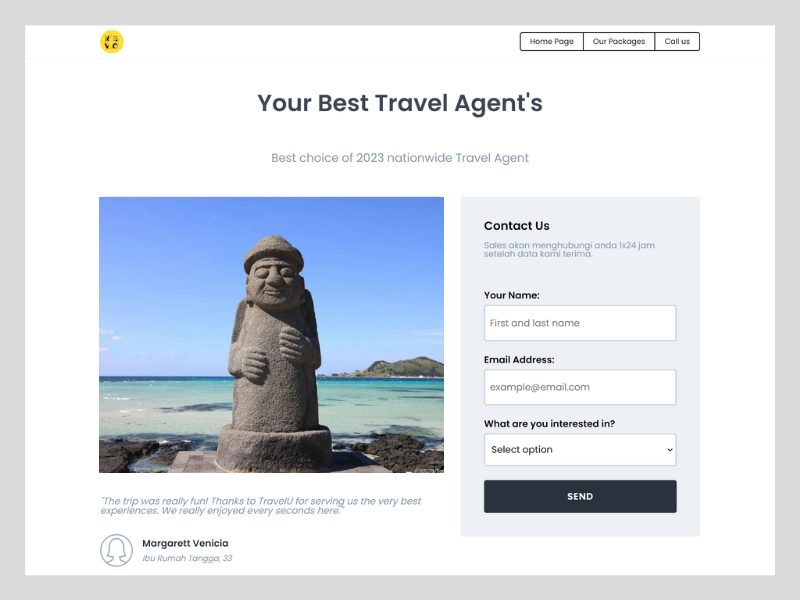 Home Page
Our Packages
Call us
Your Best Travel Agent's
Best choice of 2023 nationwide Travel Agent
Contact Us
Sales akan menghubungi anda 1x24 jam
setelah data kami terima.
Your Name:
First and last name
Email Address:
example@email.com
What are you interested in?
Select option
SEND
"The trip was really fun! Thanks to TravelU for serving us the very best
experiences. We really enjoyed every seconds here."
Margarett Venicia
Ibu Rumah Tangga, 33